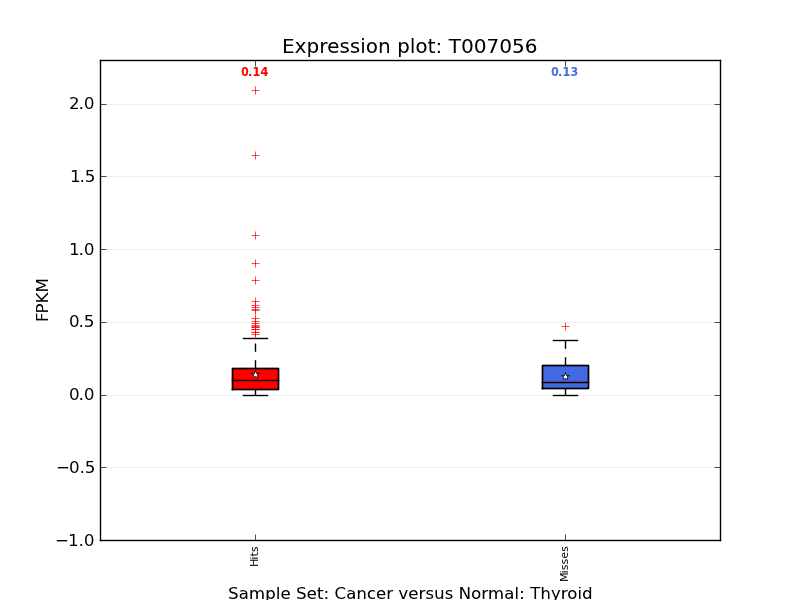 Expression plot: T007056
0.14
0.13
2.0
1.5
1.0
0.5
0.0
−0.5
−1.0
FPKM
Hits
Misses
Sample Set: Cancer versus Normal: Thyroid